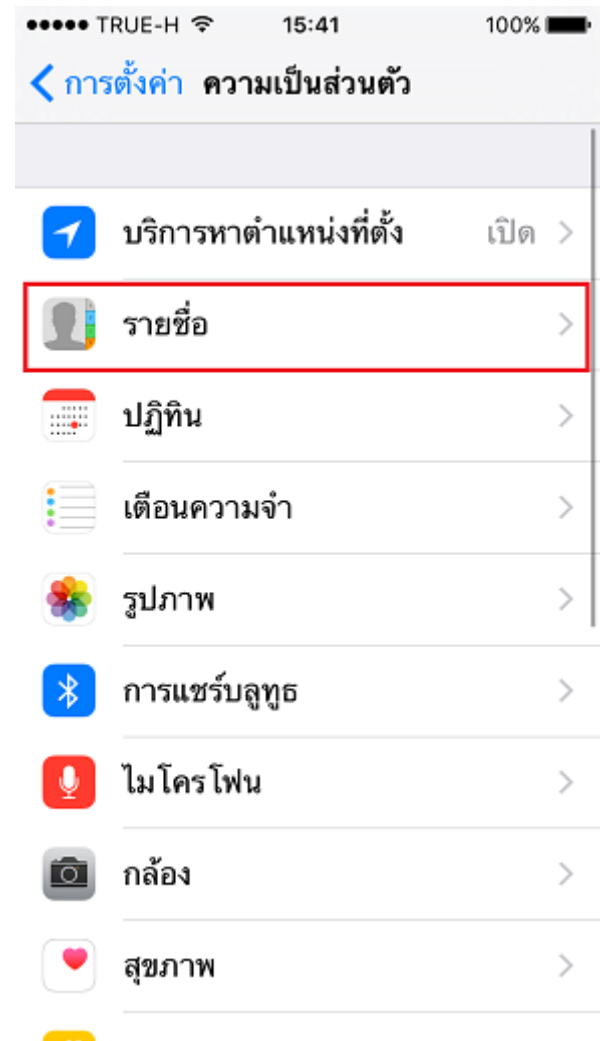 TRUE-H 15:41 100%
การตั้งค่า ความเป็นส่วนตัว
บริการหาตำแหน่งที่ตั้ง เปิด
รายชื่อ
ปฏิทิน
เตือนความจำ
รูปภาพ
การแชร์บลูทูธ
ไมโครโฟน
กล้อง
สุขภาพ